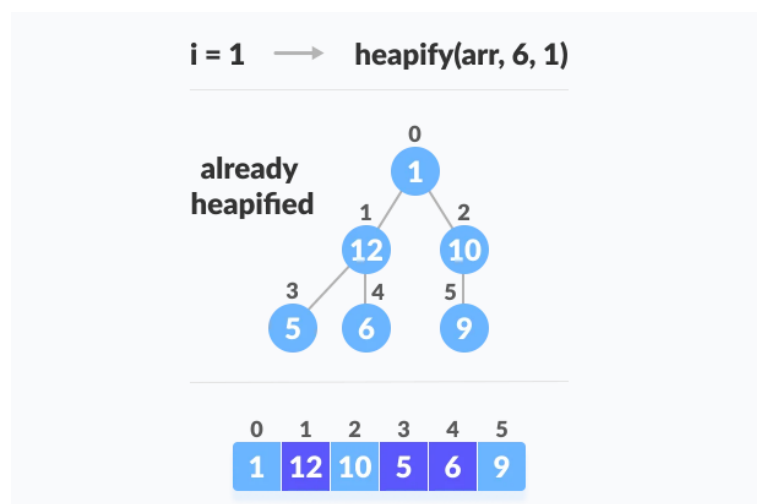 i = 1 → heapify(arr, 6, 1)
0
already
heapified
1
1 2
12 10
3 4 5
5 6 9
0 1 2 3 4 5
1 12 10 5 6 9